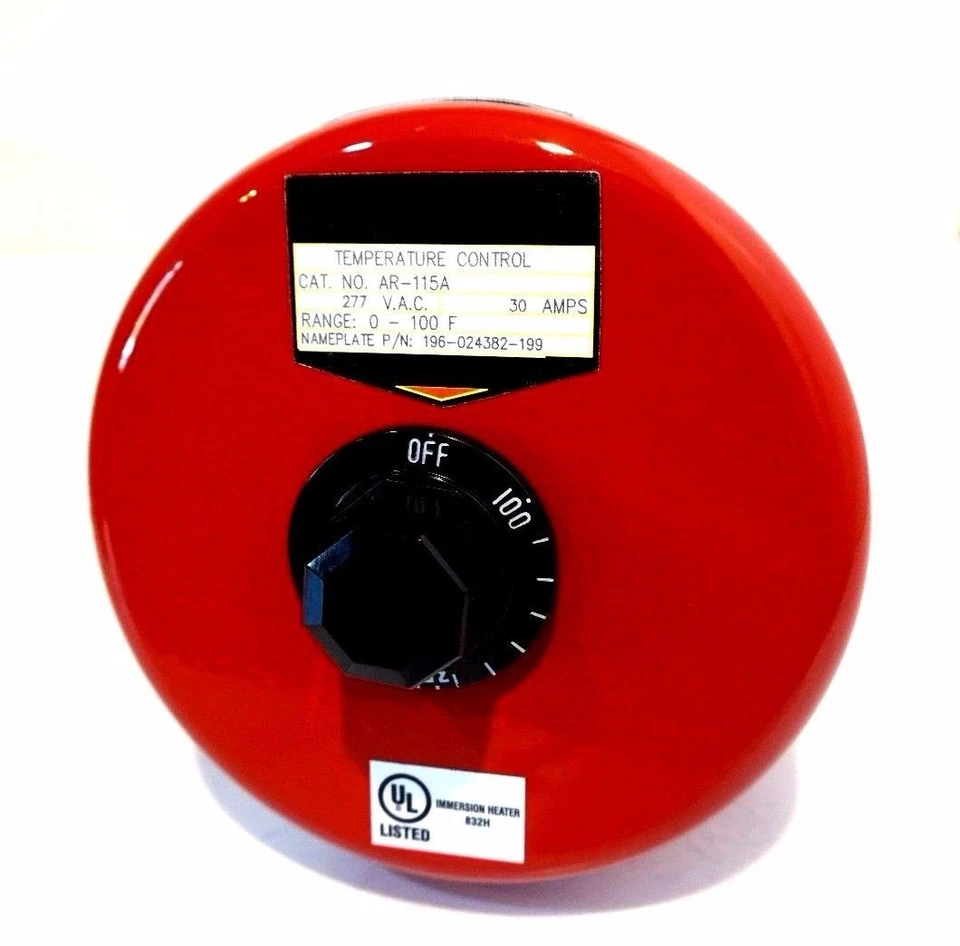 TEMPERATURE CONTROL
CAT. NO. AR-115A
277 V.A.C. 30 AMPS
RANGE: 0 - 100 F
NAMEPLATE P/N: 196-024382-199
OFF
100
UL
®
LISTED
IMMERSION HEATER
832H